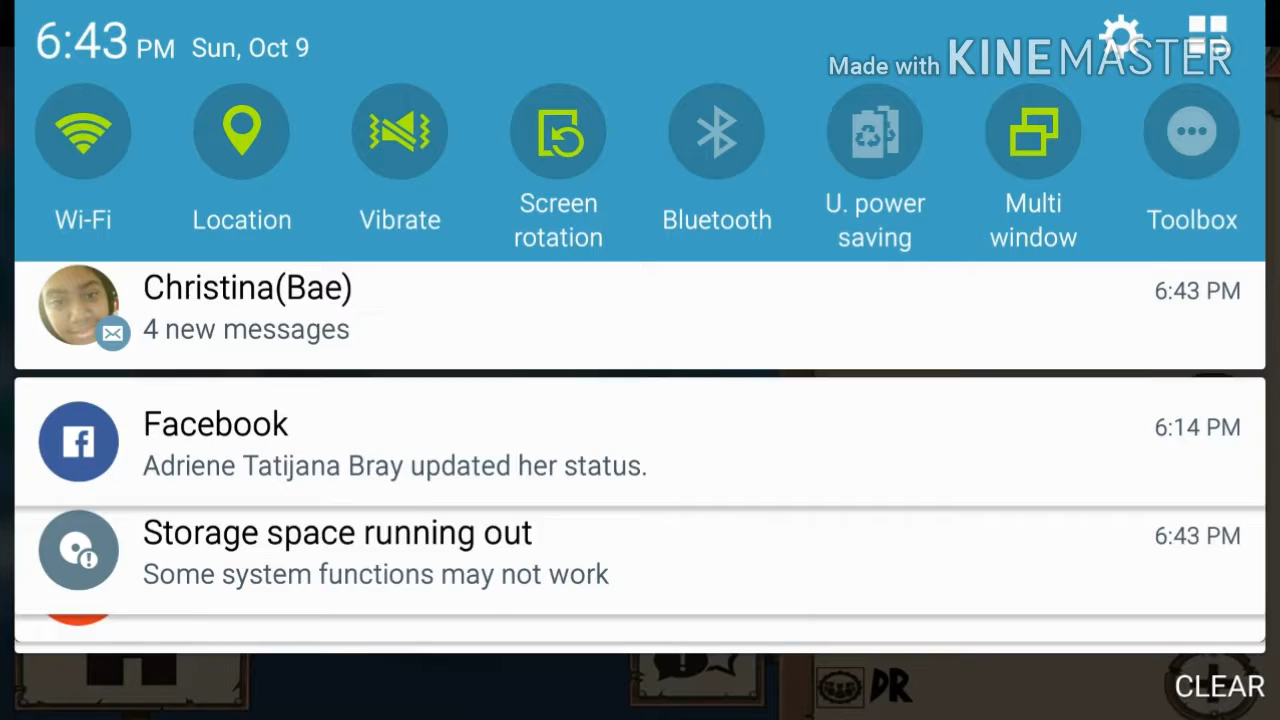 6:43 PM Sun, Oct 9
Made with KINEMASTER
Wi-Fi
Location
Vibrate
Screen
rotation
Bluetooth
U. power
saving
Multi
window
Toolbox
Christina(Bae) 6:43 PM
4 new messages
Facebook 6:14 PM
Adriene Tatijana Bray updated her status.
Storage space running out 6:43 PM
Some system functions may not work
DR
CLEAR